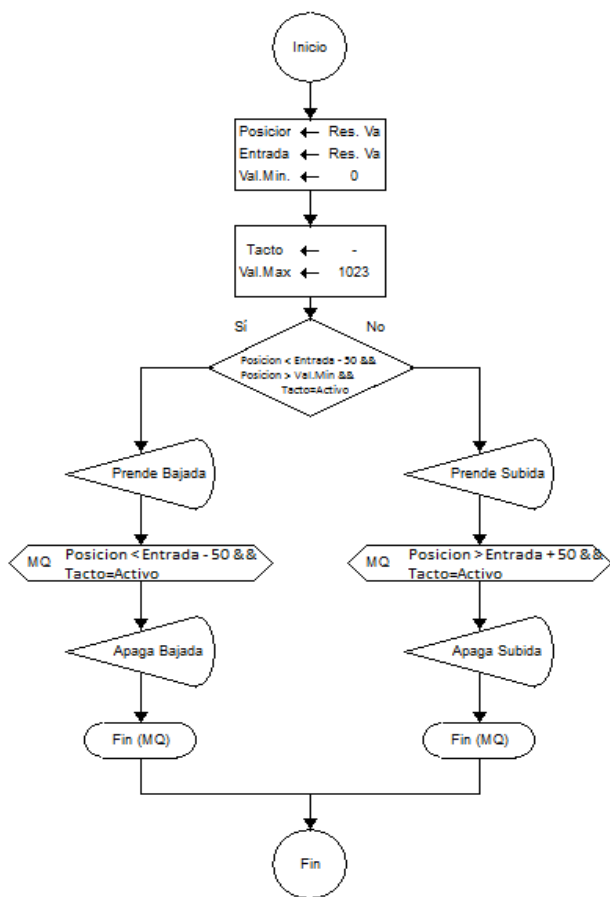 Inicio
Posicior ← Res. Va
Entrada ← Res. Va
Val.Min. ← 0
Tacto ← -
Val.Max ← 1023
Sí
No
Posicion < Entrada - 50 &&
Posicion > Val.Min &&
Tacto=Activo
Prende Bajada
Prende Subida
MQ Posicion < Entrada - 50 &&
Tacto=Activo
MQ Posicion > Entrada + 50 &&
Tacto=Activo
Apaga Bajada
Apaga Subida
Fin (MQ)
Fin (MQ)
Fin